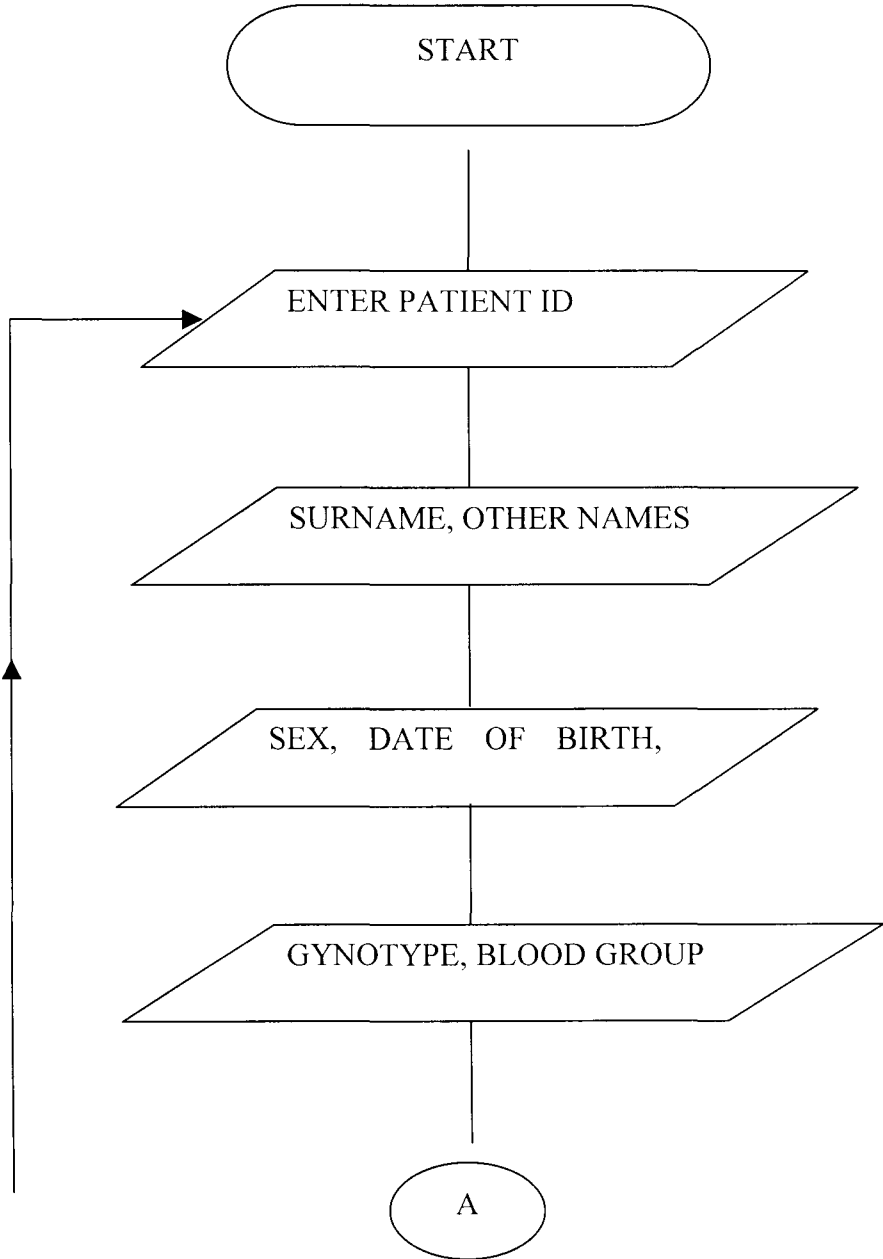 START
ENTER PATIENT ID
SURNAME, OTHER NAMES
SEX, DATE OF BIRTH,
GYNOTYPE, BLOOD GROUP
A